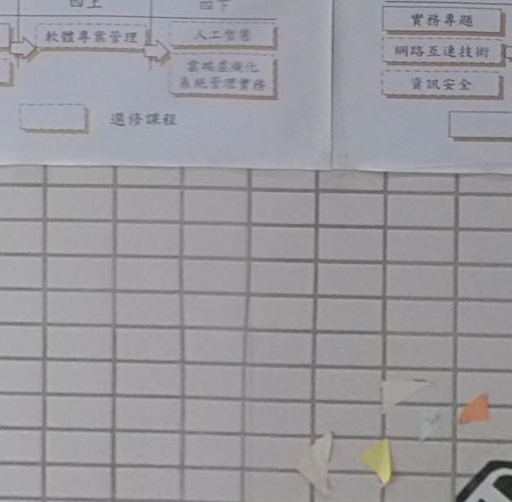 四上
四下
軟體專案管理
人工智慧
雲端虛擬化
系統管理實務
選修課程
實務專題
網路互連技術
資訊安全